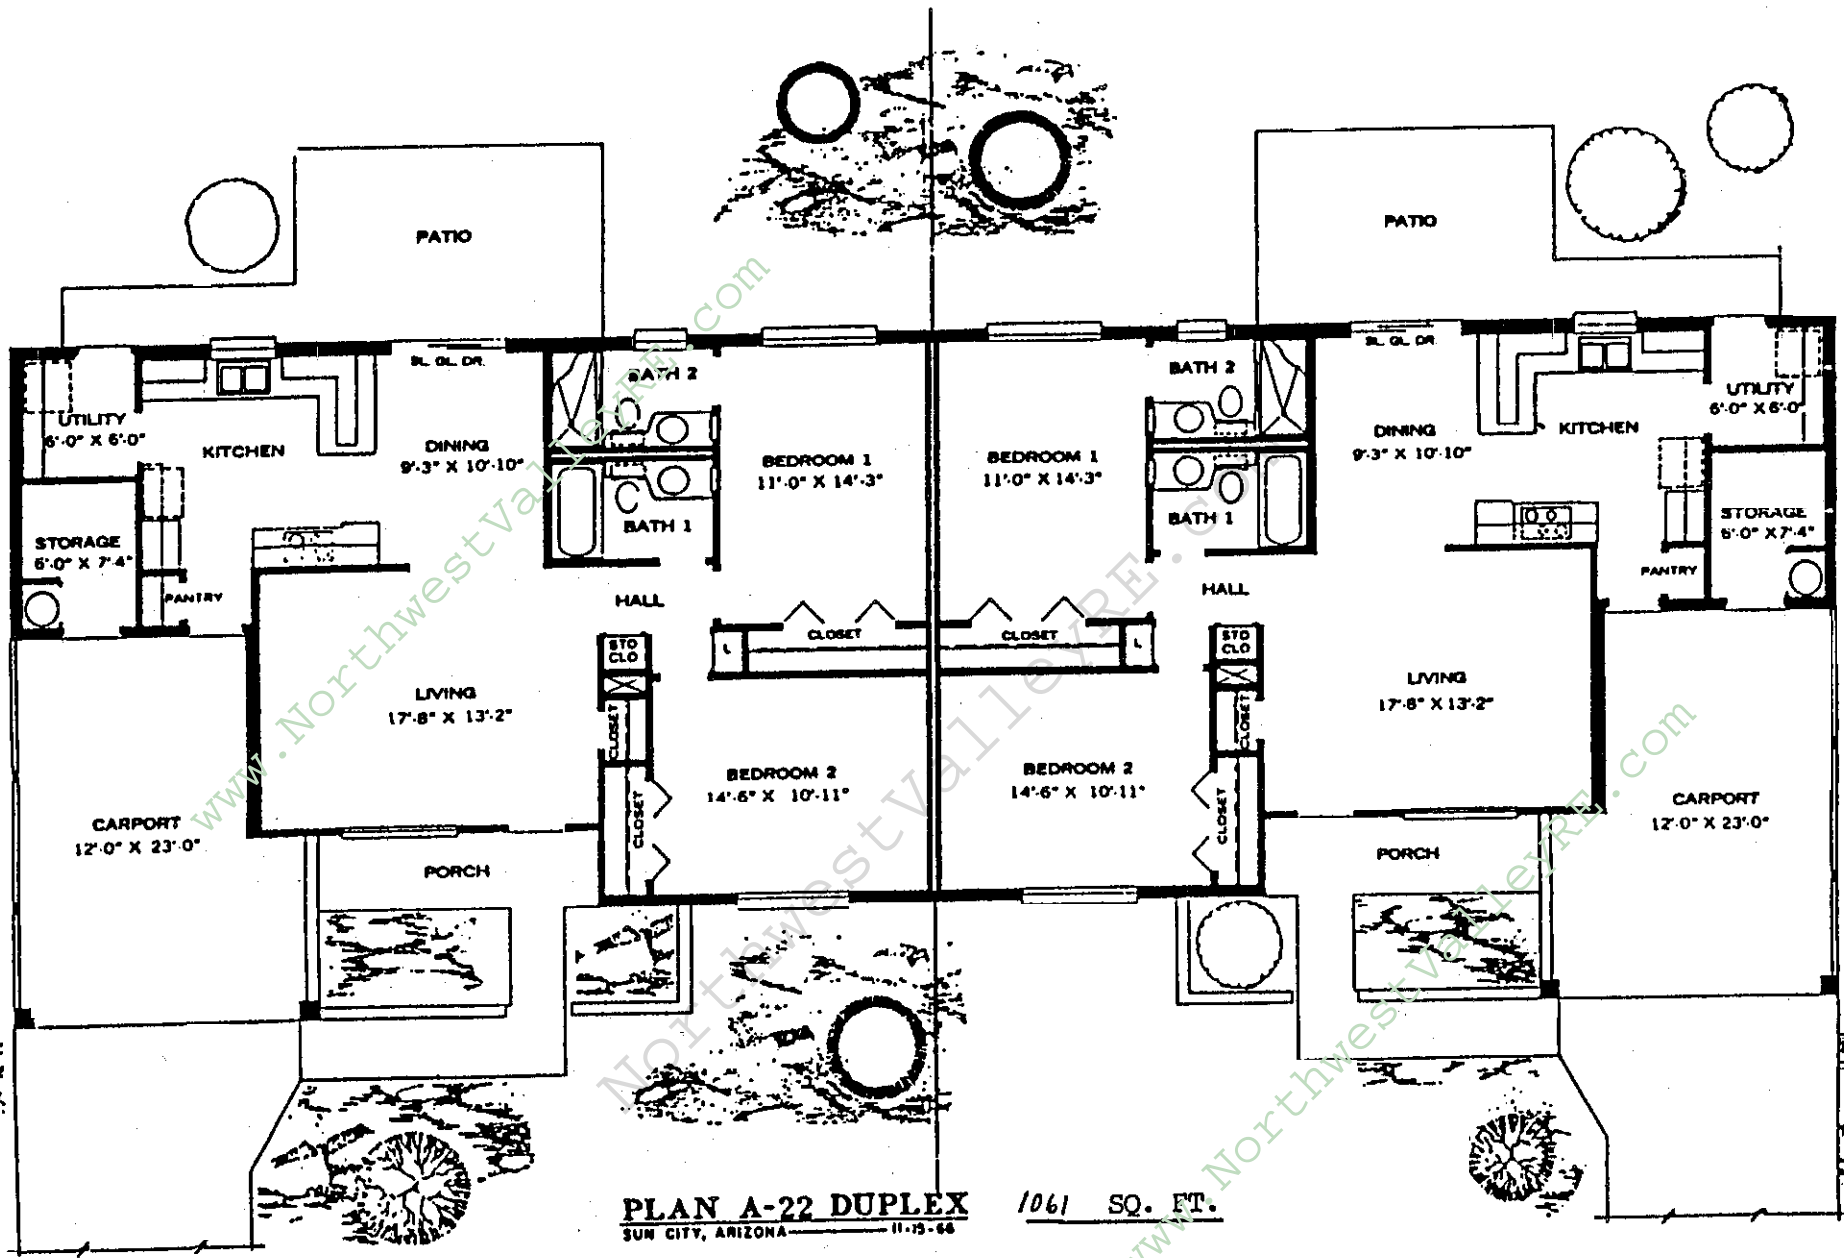 PATIO
PATIO
SL. GL. DR.
SL. GL. DR.
BATH 2
BATH 2
UTILITY
6'-0" X 6'-0"
KITCHEN
DINING
9'-3" X 10'-10"
BEDROOM 1
11'-0" X 14'-3"
BEDROOM 1
11'-0" X 14'-3"
DINING
9'-3" X 10'-10"
KITCHEN
UTILITY
6'-0" X 6'-0"
BATH 1
BATH 1
STORAGE
6'-0" X 7'-4"
STORAGE
6'-0" X 7'-4"
PANTRY
PANTRY
HALL
HALL
CLOSET
CLOSET
L
L
STO
CLO
STO
CLO
LIVING
17'-8" X 13'-2"
LIVING
17'-8" X 13'-2"
CLOSET
CLOSET
BEDROOM 2
14'-6" X 10'-11"
BEDROOM 2
14'-6" X 10'-11"
CLOSET
CLOSET
CARPORT
12'-0" X 23'-0"
CARPORT
12'-0" X 23'-0"
PORCH
PORCH
PLAN A-22 DUPLEX 1061 SQ. FT.
SUN CITY, ARIZONA
www.NorthwestValleyRE.com
NorthwestValleyRE.co
www.NorthwestValleyRE.com